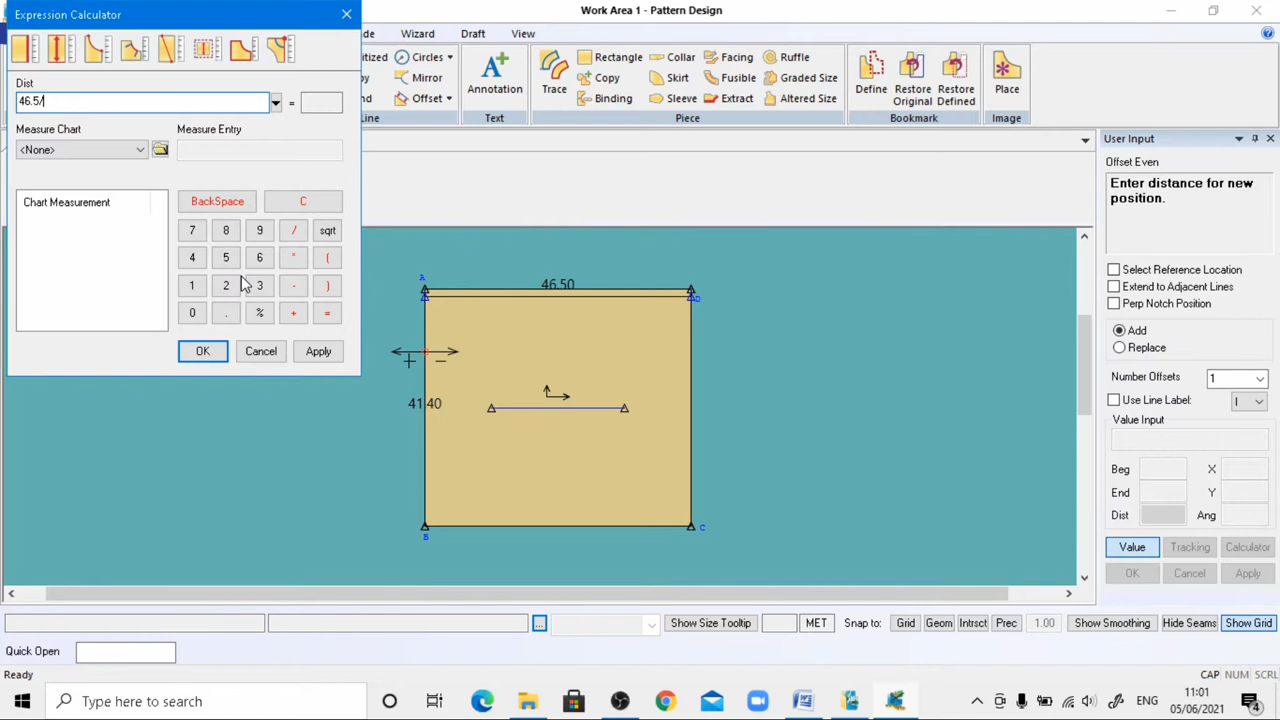 Expression Calculator
Work Area 1 - Pattern Design
Wizard
Draft
View
Circles
Mirror
Offset
Line
Annotation
Text
Trace
Rectangle
Collar
Facing
Ruffle
Copy
Skirt
Fusible
Graded Size
Binding
Sleeve
Extract
Altered Size
Piece
Define
Restore
Original
Restore
Defined
Bookmark
Place
Image
Dist
46.5/
=
Measure Chart
Measure Entry
<None>
Chart Measurement
BackSpace
C
7
8
9
/
sqrt
4
5
6
*
(
1
2
3
-
)
0
.
%
+
=
OK
Cancel
Apply
A
46.50
D
+
-
41.40
B
C
User Input
Offset Even
Enter distance for new
position.
Select Reference Location
Extend to Adjacent Lines
Perp Notch Position
Add
Replace
Number Offsets
1
Use Line Label:
I
Value Input
Beg
X
End
Y
Dist
Ang
Value
Tracking
Calculator
OK
Cancel
Apply
...
Show Size Tooltip
MET
Snap to:
Grid
Geom
Intrsct
Prec
1.00
Show Smoothing
Hide Seams
Show Grid
Quick Open
Ready
CAP
NUM
SCRL
Type here to search
ENG
11:01
05/06/2021
4